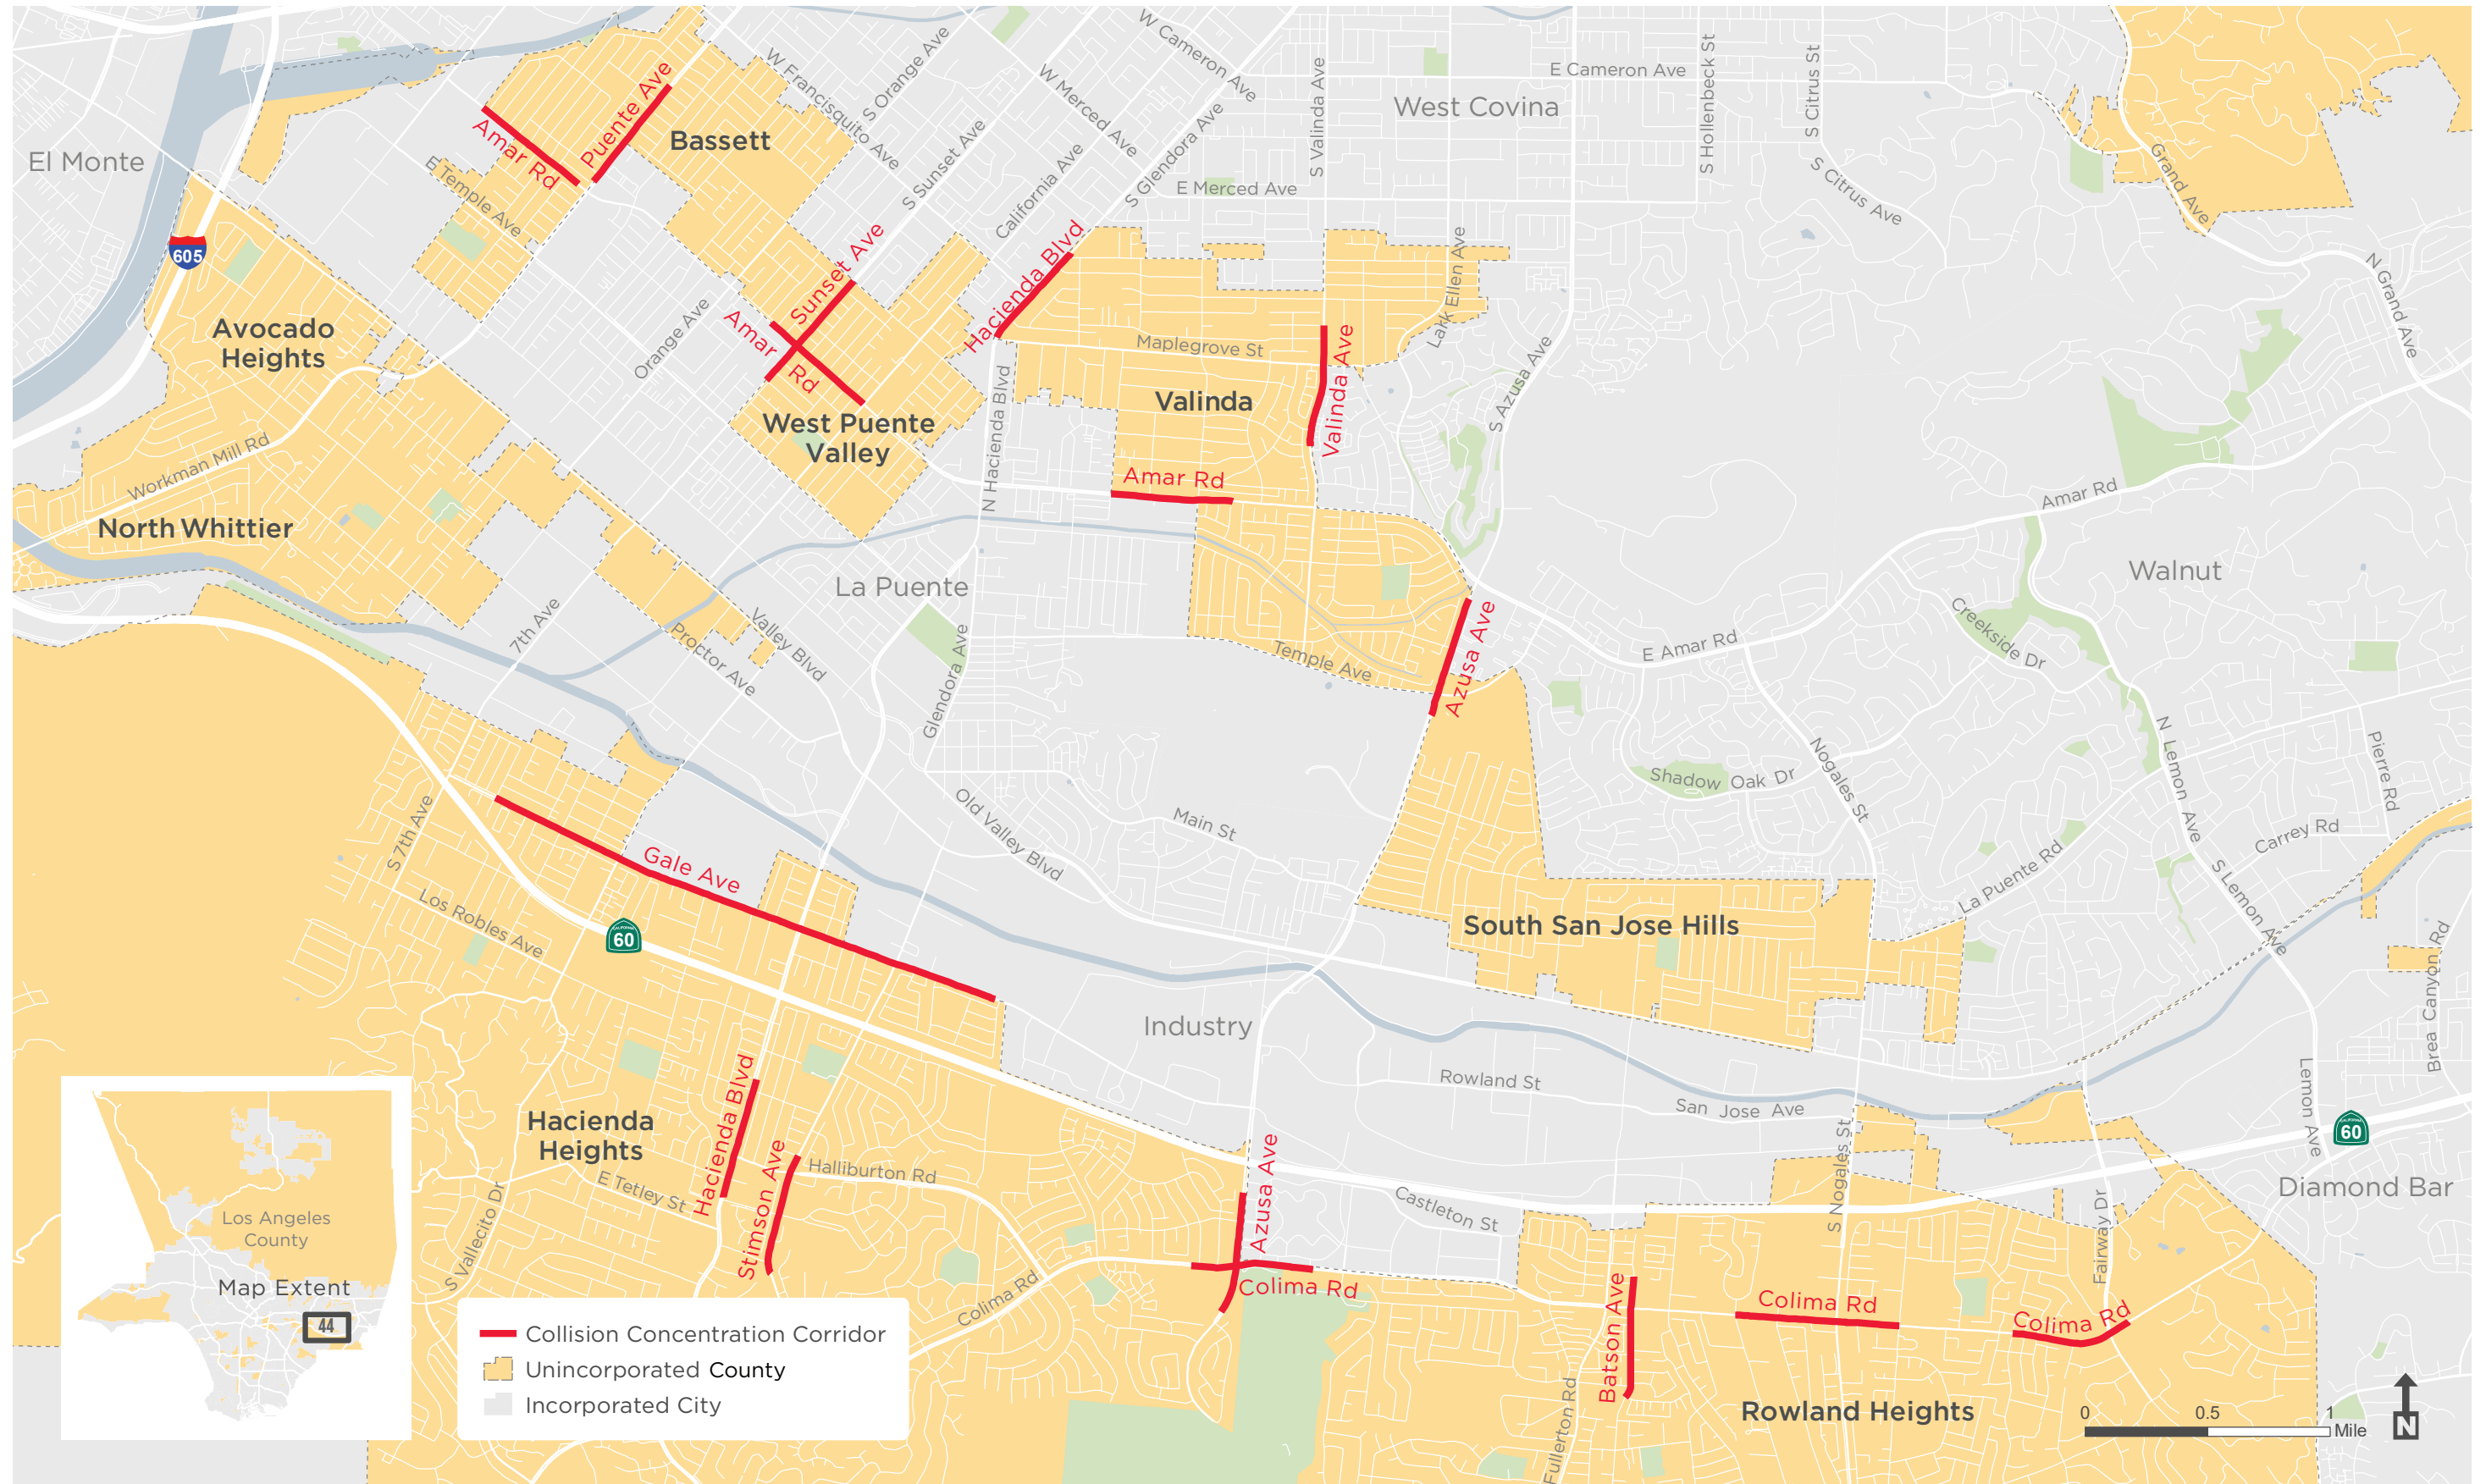 W Cameron Ave
W Francisquito Ave
S Orange Ave
W Merced Ave
E Cameron Ave
S Hollenbeck St
S Citrus St
Puente Ave
S Valinda Ave
West Covina
Amar Rd
Bassett
S Glendora Ave
El Monte
E Temple Ave
S Sunset Ave
California Ave
E Merced Ave
S Citrus Ave
Grand Ave
605
Sunset Ave
Hacienda Blvd
Lark Ellen Ave
N Grand Ave
Avocado
Heights
Orange Ave
Amar
Rd
Maplegrove St
Valinda Ave
S Azusa Ave
West Puente
Valley
N Hacienda Blvd
Valinda
Workman Mill Rd
Amar Rd
Amar Rd
North Whittier
La Puente
Walnut
7th Ave
Proctor Ave
Valley Blvd
Glendora Ave
Temple Ave
Azusa Ave
E Amar Rd
Creekside Dr
N Lemon Ave
Pierre Rd
Shadow Oak Dr
Nogales St
S 7th Ave
Gale Ave
Old Valley Blvd
Main St
Carrey Rd
La Puente Rd
S Lemon Ave
Los Robles Ave
60
South San Jose Hills
Brea Canyon Rd
Industry
Rowland St
San Jose Ave
Lemon Ave
60
Hacienda Blvd
Hacienda
Heights
E Tetley St
Stimson Ave
Halliburton Rd
Azusa Ave
Castleton St
S Nogales St
Fairway Dr
Diamond Bar
S Vallecito Dr
Colima Rd
Colima Rd
Batson Ave
Colima Rd
Colima Rd
Fullerton Rd
Rowland Heights
Los Angeles
County
Map Extent
44
Collision Concentration Corridor
Unincorporated County
Incorporated City
0 0.5 1
Mile
N